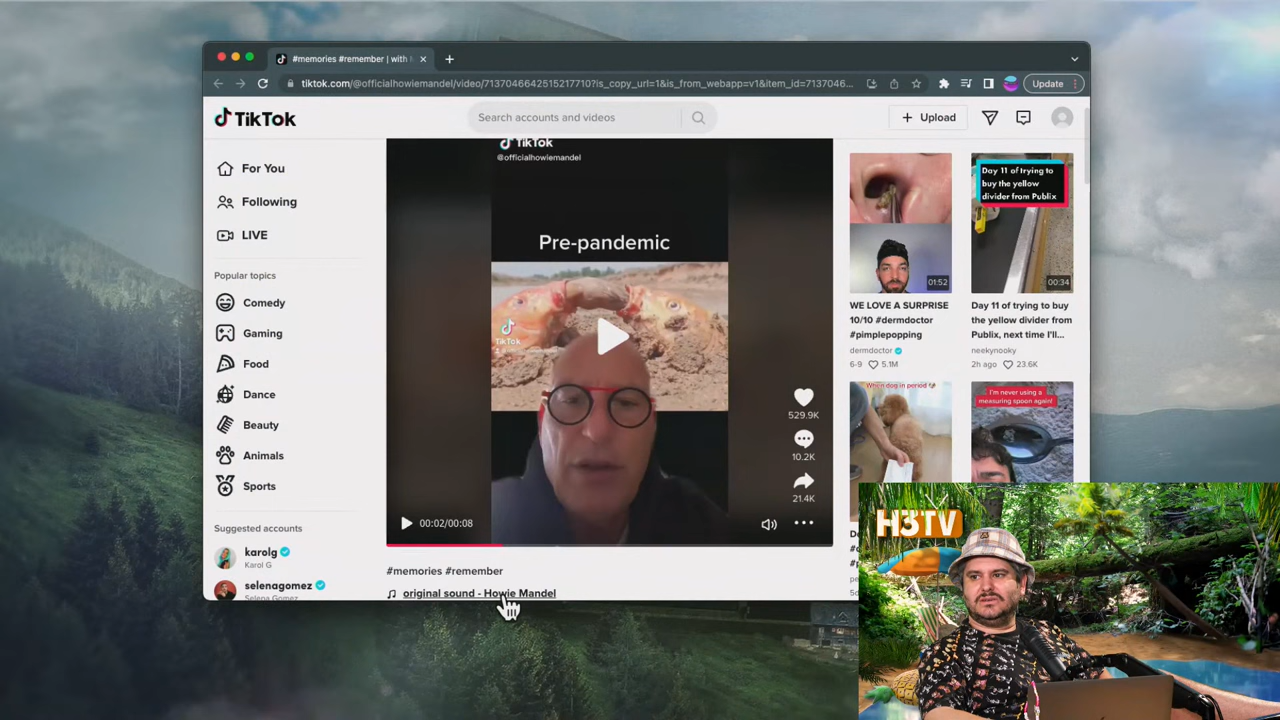 #memories #remember | with
tiktok.com/@officialhowiemandel/video/7137046642515217710?is_copy_url=1&is_from_webapp=v1&item_id=7137046...
Update
TikTok
Search accounts and videos
Upload
For You
Following
LIVE
Popular topics
Comedy
Gaming
Food
Dance
Beauty
Animals
Sports
Suggested accounts
karolg
Karol G
selenagomez
Selena Gomez
TikTok
@officialhowiemandel
Pre-pandemic
TikTok
529.9K
10.2K
21.4K
00:02/00:08
#memories #remember
original sound - Howie Mandel
01:52
WE LOVE A SURPRISE
10/10 #dermdoctor
#pimplepopping
dermdoctor
6-9 5.1M
Day 11 of trying to
buy the yellow
divider from Publix
00:34
Day 11 of trying to buy
the yellow divider from
Publix, next time I'll...
neekynooky
2h ago 23.6K
When dog in period
I'm never using a
measuring spoon again!
H3TV